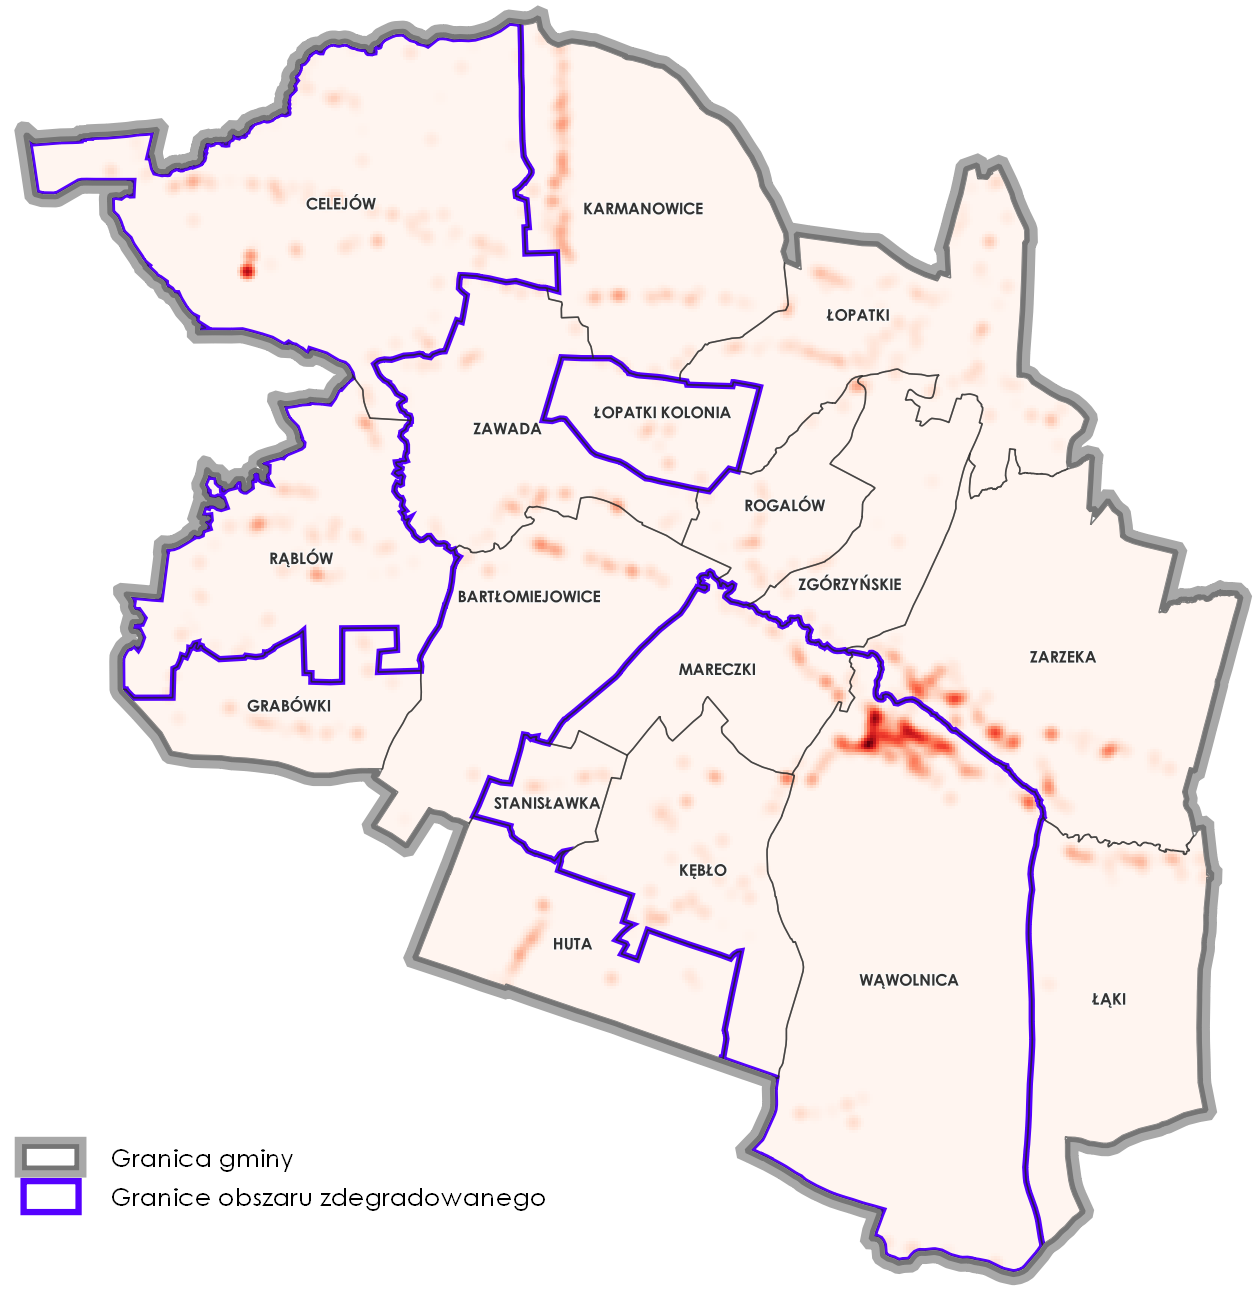 CELEJÓW
KARMANOWICE
ŁOPATKI
ŁOPATKI KOLONIA
ZAWADA
ROGALÓW
RĄBLÓW
ZGÓRZYŃSKIE
BARTŁOMIEJOWICE
ZARZEKA
MARECZKI
GRABÓWKI
STANISŁAWKA
KĘBŁO
HUTA
WĄWOLNICA
ŁĄKI
Granica gminy
Granice obszaru zdegradowanego